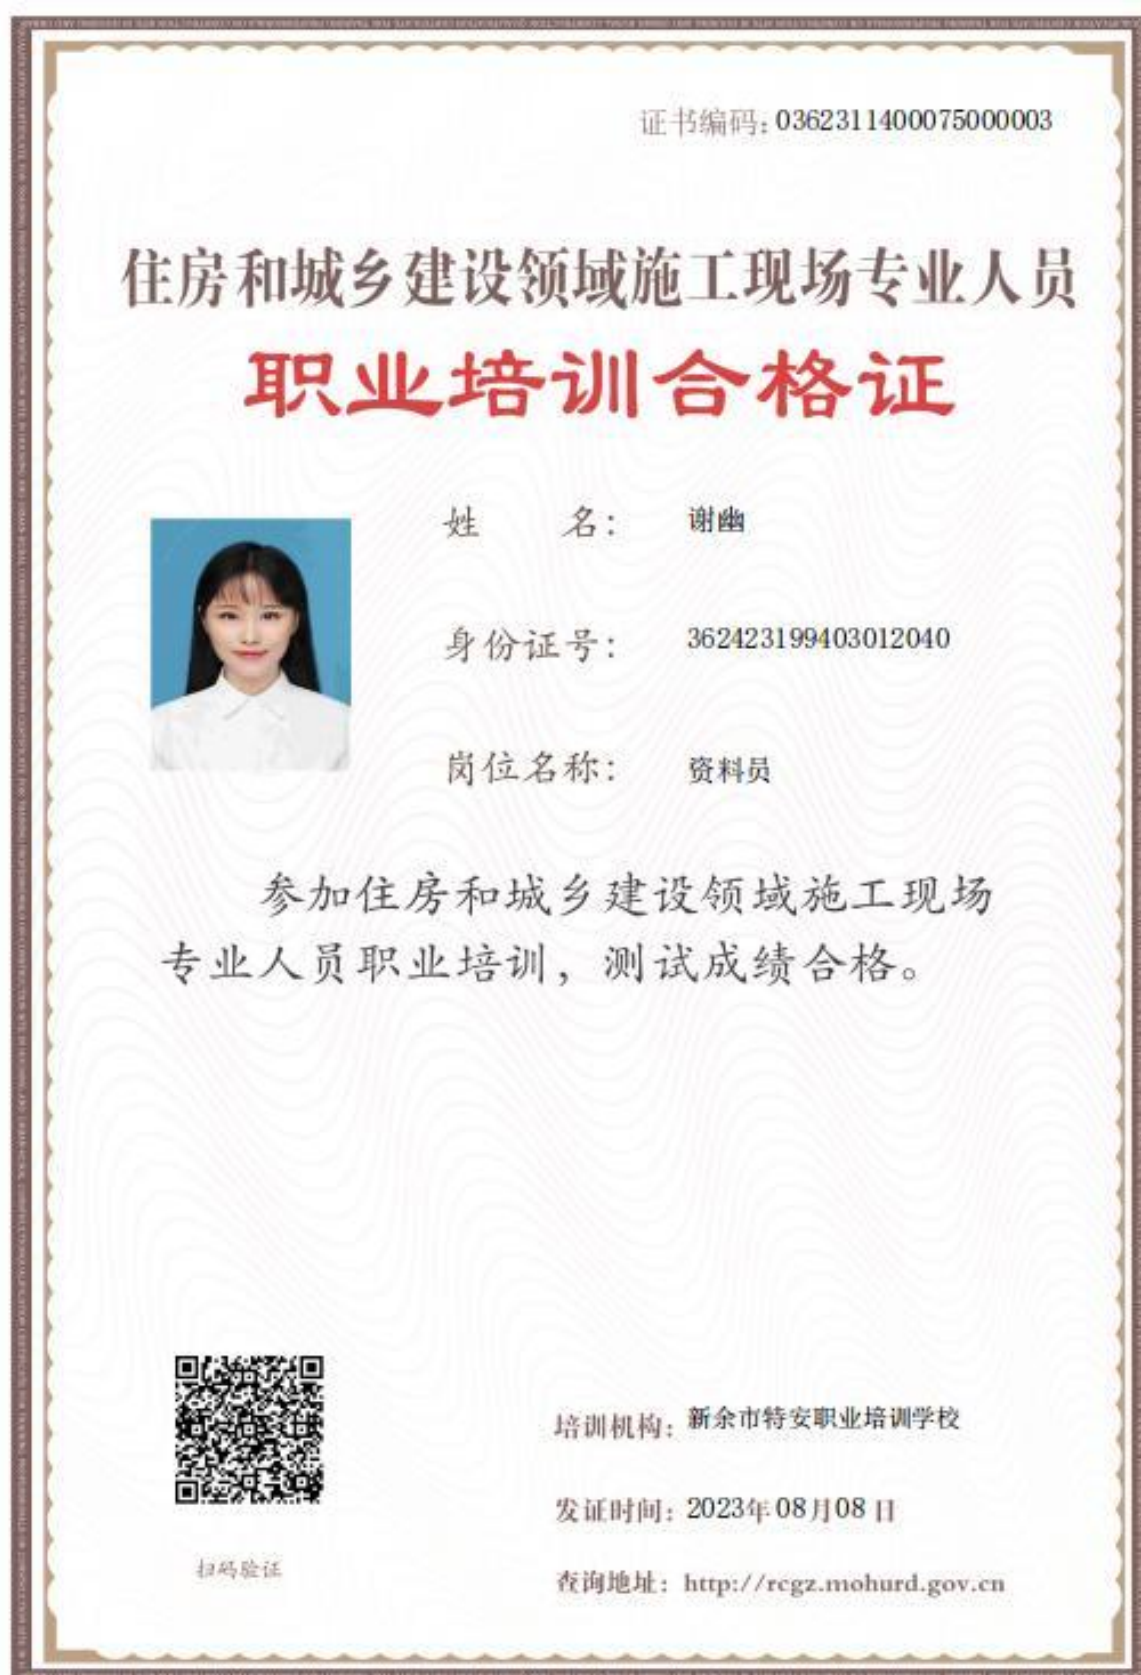 证书编码:0362311400075000003
住房和城乡建设领域施工现场专业人员
职业培训合格证
姓 名: 谢幽
身份证号: 362423199403012040
岗位名称: 资料员
参加住房和城乡建设领域施工现场
专业人员职业培训，测试成绩合格。
培训机构: 新余市特安职业培训学校
发证时间: 2023年08月08日
扫码验证
查询地址: http://rcgz.mohurd.gov.cn